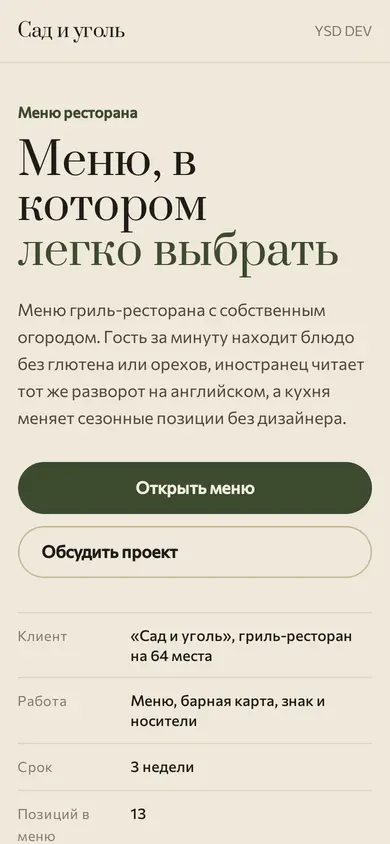 Сад и уголь
YSD DEV
Меню ресторана
Меню, в
котором
легко выбрать
Меню гриль-ресторана с собственным
огородом. Гость за минуту находит блюдо
без глютена или орехов, иностранец читает
тот же разворот на английском, а кухня
меняет сезонные позиции без дизайнера.
Открыть меню
Обсудить проект
Клиент
«Сад и уголь», гриль-ресторан
на 64 места
Работа
Меню, барная карта, знак и
носители
Срок
3 недели
Позиций в
меню
13